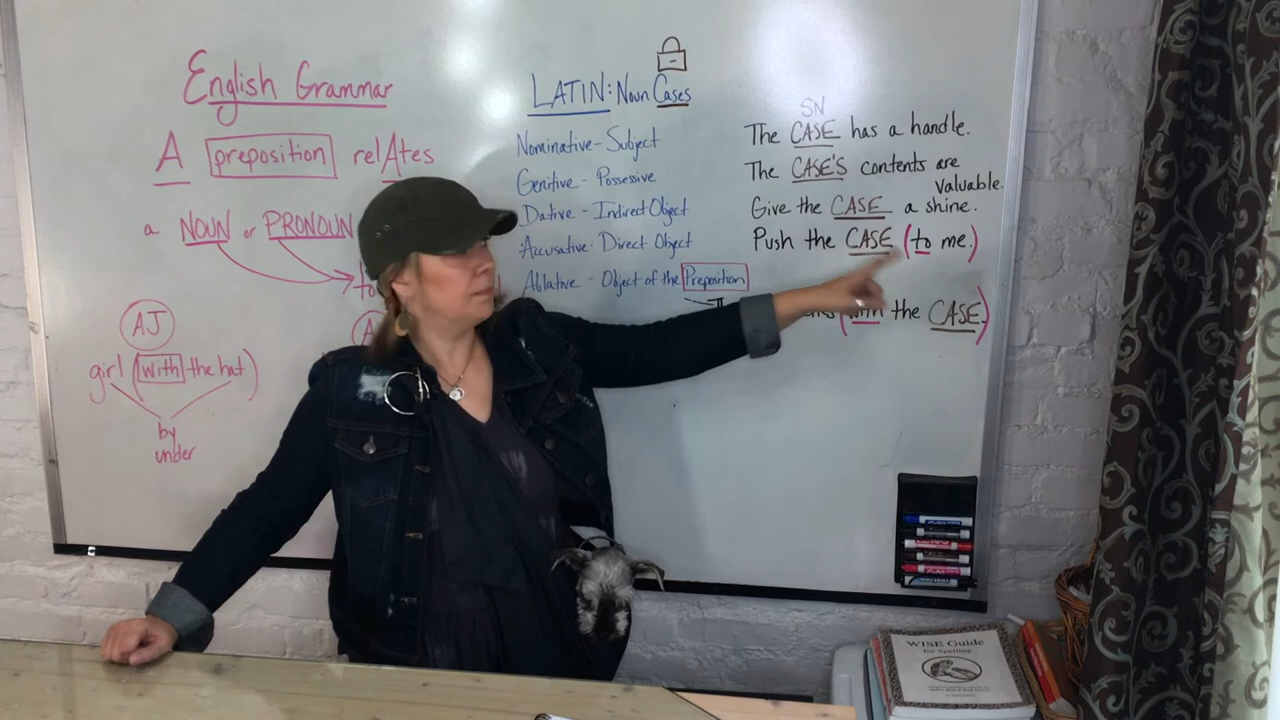 English Grammar
A preposition relAtes
a NOUN or PRONOUN
to
AJ
girl (with the hat)
by
under
LATIN: Noun Cases
Nominative - Subject
Genitive - Possessive
Dative - Indirect Object
Accusative - Direct Object
Ablative - Object of the Preposition
SN
The CASE has a handle.
The CASE'S contents are
valuable.
Give the CASE a shine.
Push the CASE (to me.)
(with the CASE.)
WISE Guide
for Spelling